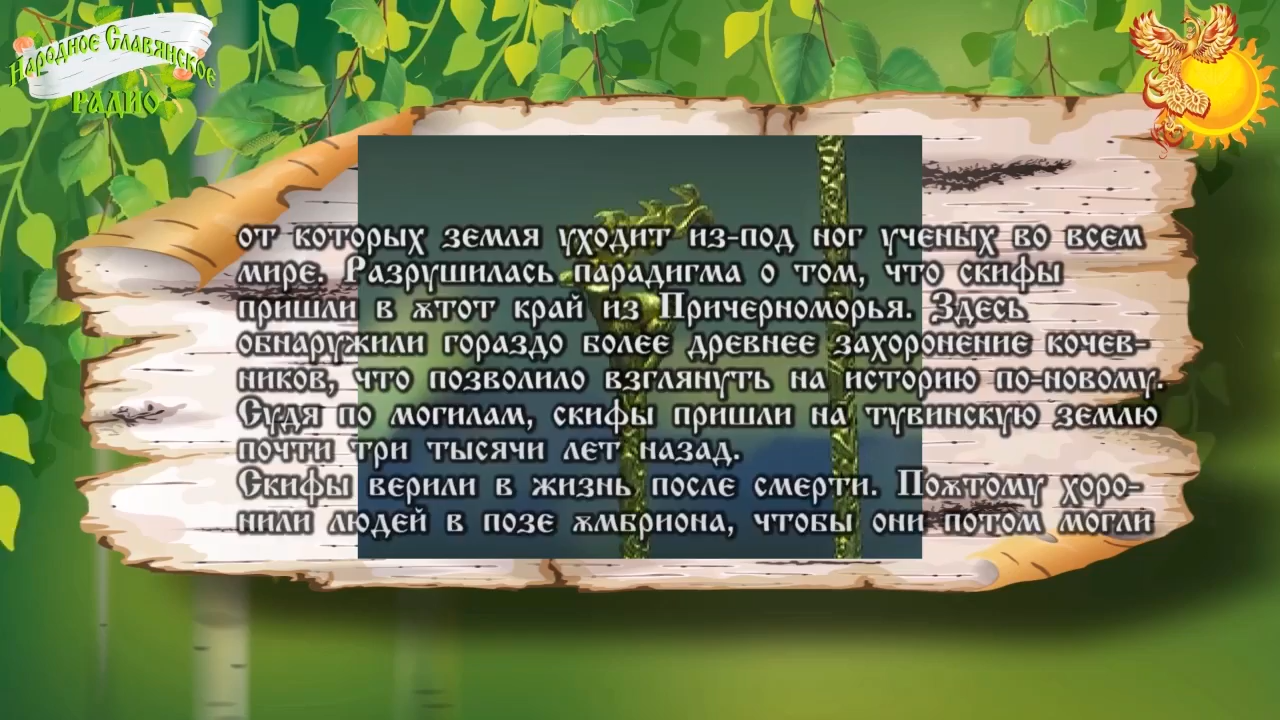 Народное Славянское
РАДИО
от которых земля уходит из-под ног ученых во всем
мире. Разрушилась парадигма о том, что скифы
пришли в ѫтот край из Причерноморья. Здесь
обнаружили гораздо более древнее захоронение кочев-
ников, что позволило взглянуть на историю по-новому.
Судя по могилам, скифы пришли на тувинскую землю
почти три тысячи лет назад.
Скифы верили в жизнь после смерти. Поѫтому хоро-
нили людей в позе ѫмбриона, чтобы они потом могли